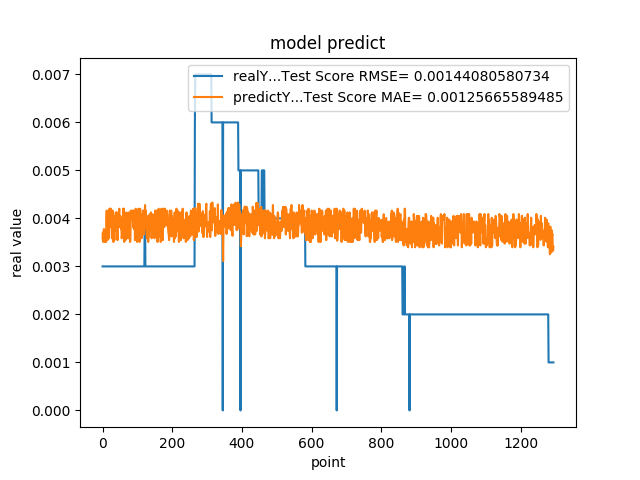 model predict
realY...Test Score RMSE= 0.00144080580734
predictY...Test Score MAE= 0.00125665589485
0.007
0.006
0.005
0.004
0.003
0.002
0.001
0.000
real value
0 200 400 600 800 1000 1200
point